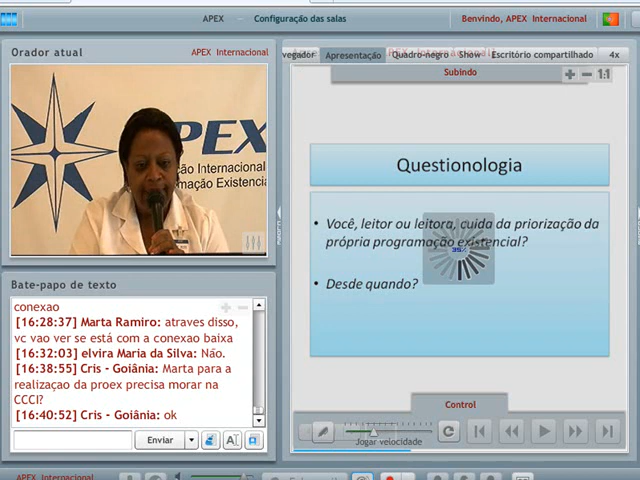 APEX — Configuração das salas
Benvindo, APEX Internacional
Orador atual
APEX Internacional
PEX
ão Internacional
mação Existencia
vegador Apresentação Quadro-negro Show Escritório compartilhado 4x
Subindo
1:1
Questionologia
• Você, leitor ou leitora, cuida da priorização da
própria programação existencial?
35%
• Desde quando?
Bate-papo de texto
conexao
[16:28:37] Marta Ramiro: atraves disso,
vc vao ver se está com a conexao baixa
[16:32:03] elvira Maria da Silva: Não.
[16:38:55] Cris - Goiânia: Marta para a
realizaçao da proex precisa morar na
CCCI?
[16:40:52] Cris - Goiânia: ok
Enviar
A
Control
Jogar velocidade
APEX Internacional